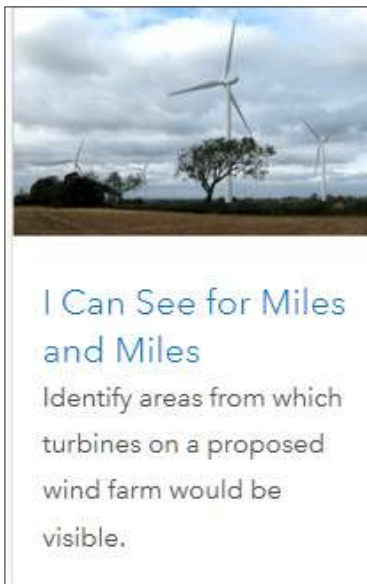 I Can See for Miles
and Miles
Identify areas from which
turbines on a proposed
wind farm would be
visible.